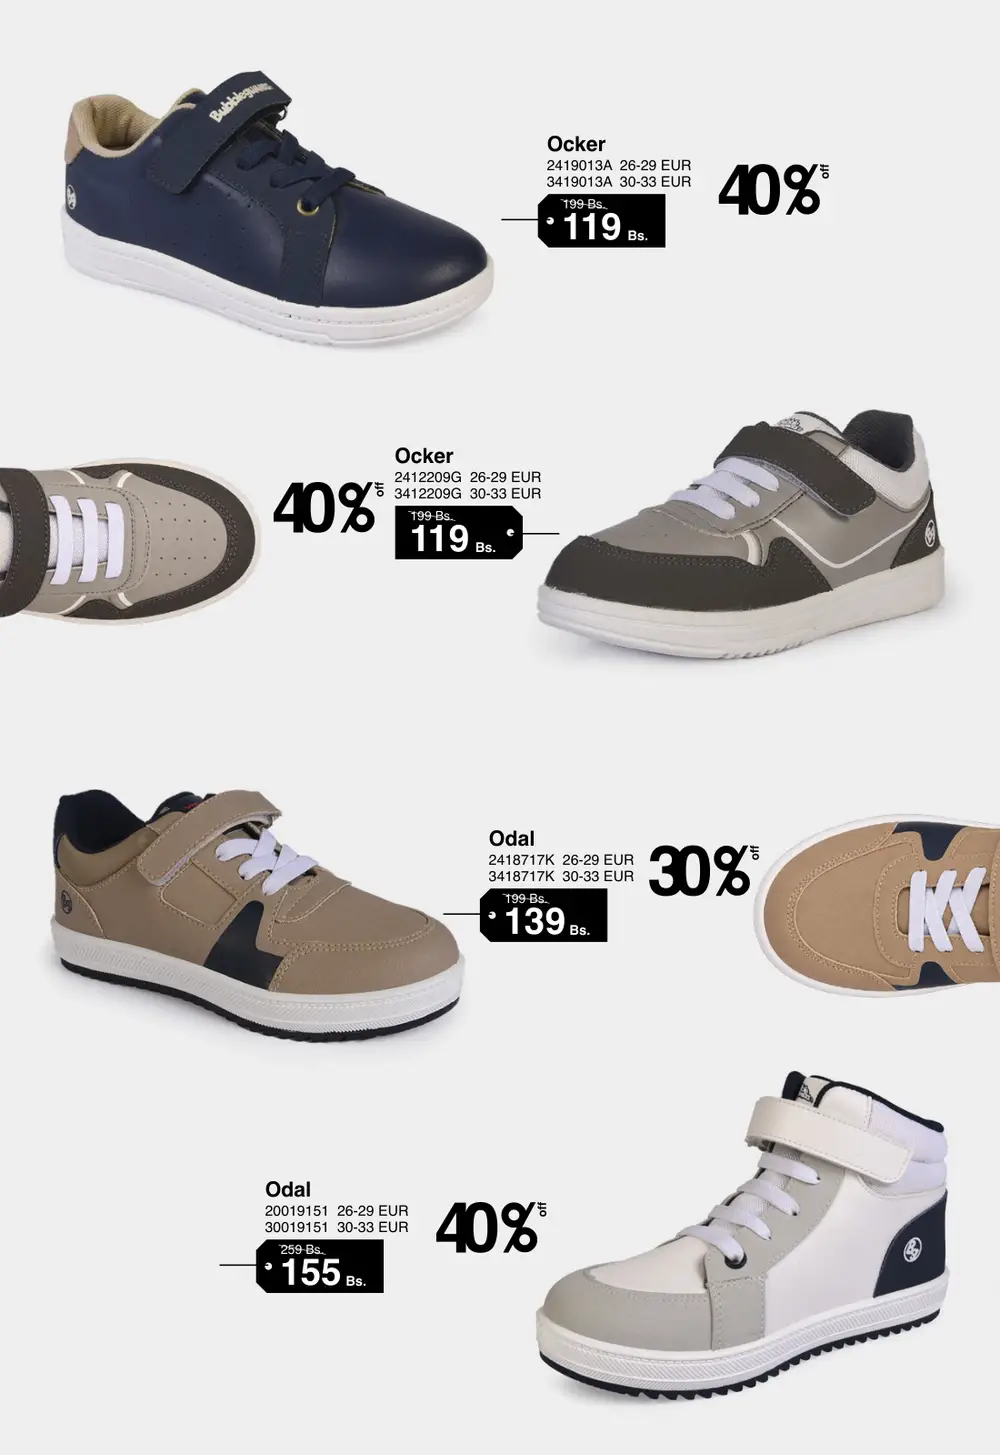 Bubblegummers
Ocker
2419013A 26-29 EUR
3419013A 30-33 EUR
199 Bs.
119 Bs.
40% off
Ocker
2412209G 26-29 EUR
3412209G 30-33 EUR
199 Bs.
119 Bs.
40% off
Odal
2418717K 26-29 EUR
3418717K 30-33 EUR
199 Bs.
139 Bs.
30% off
Odal
20019151 26-29 EUR
30019151 30-33 EUR
259 Bs.
155 Bs.
40% off